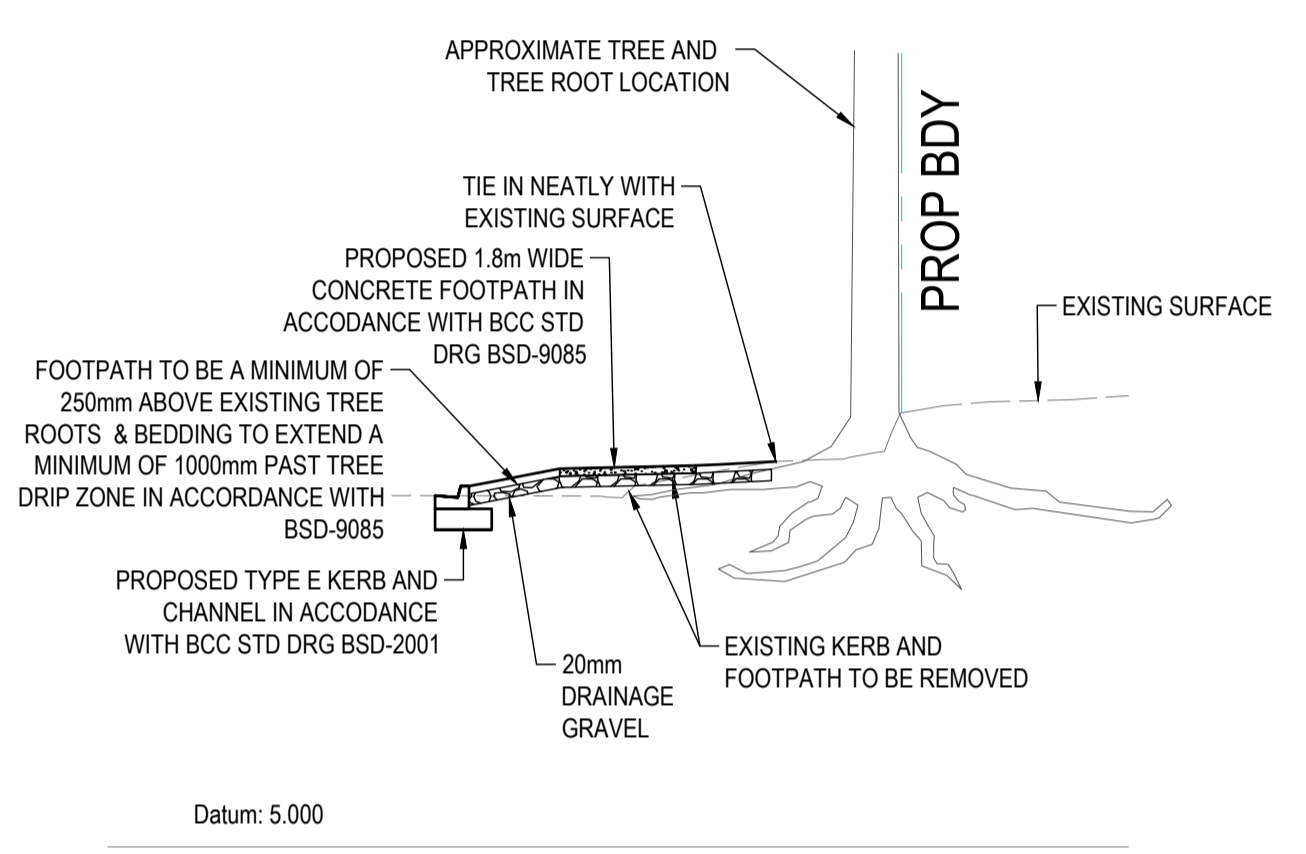 APPROXIMATE TREE AND
TREE ROOT LOCATION
PROP BDY
TIE IN NEATLY WITH
EXISTING SURFACE
PROPOSED 1.8m WIDE
CONCRETE FOOTPATH IN
ACCODANCE WITH BCC STD
DRG BSD-9085
EXISTING SURFACE
FOOTPATH TO BE A MINIMUM OF
250mm ABOVE EXISTING TREE
ROOTS & BEDDING TO EXTEND A
MINIMUM OF 1000mm PAST TREE
DRIP ZONE IN ACCORDANCE WITH
BSD-9085
PROPOSED TYPE E KERB AND
CHANNEL IN ACCODANCE
WITH BCC STD DRG BSD-2001
20mm
DRAINAGE
GRAVEL
EXISTING KERB AND
FOOTPATH TO BE REMOVED
Datum: 5.000